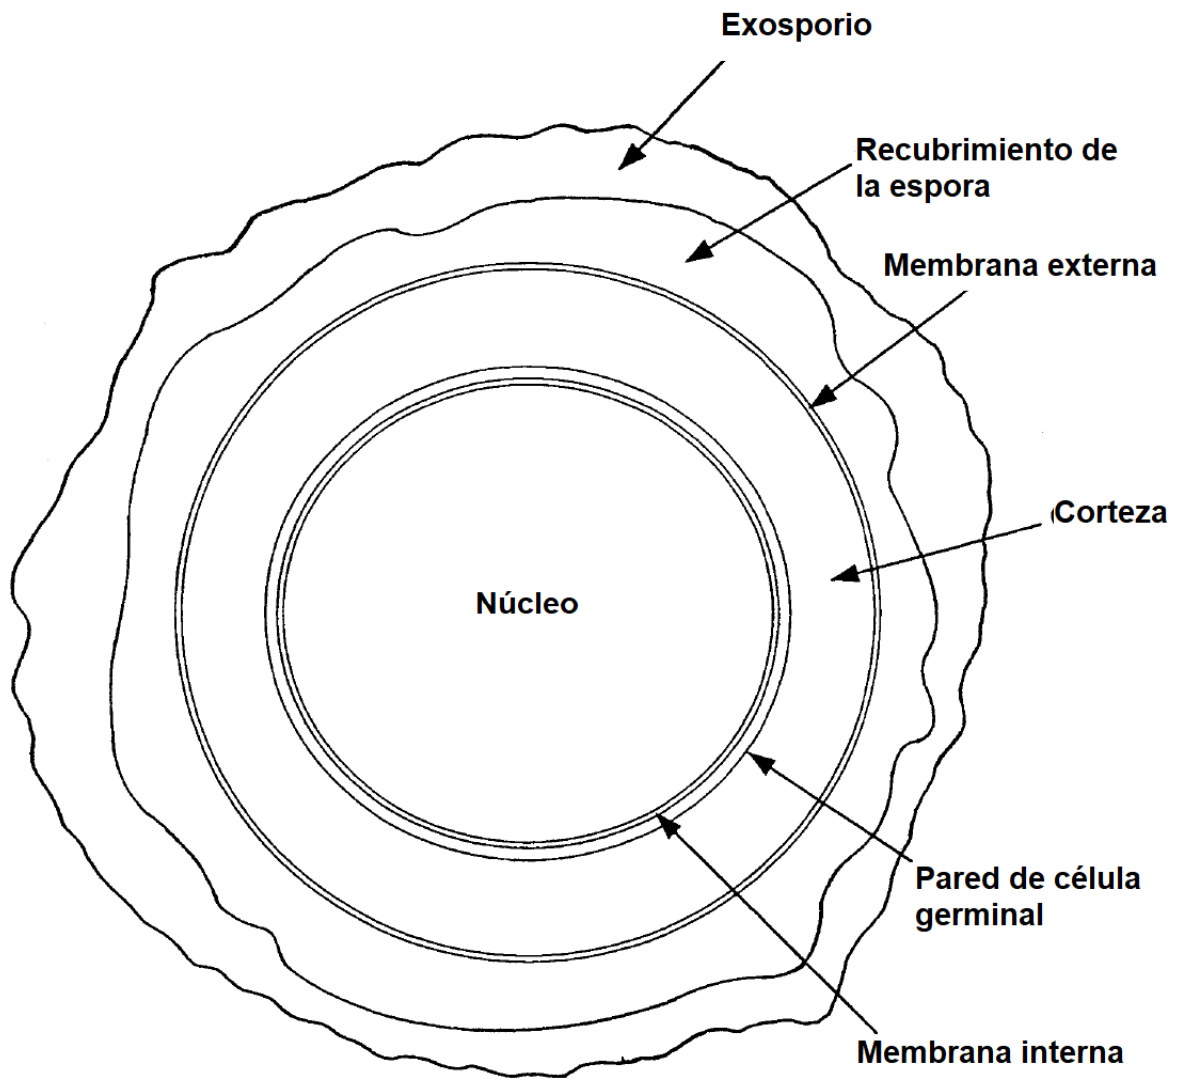 Exosporio
Recubrimiento de
la espora
Membrana externa
Corteza
Núcleo
Pared de célula
germinal
Membrana interna